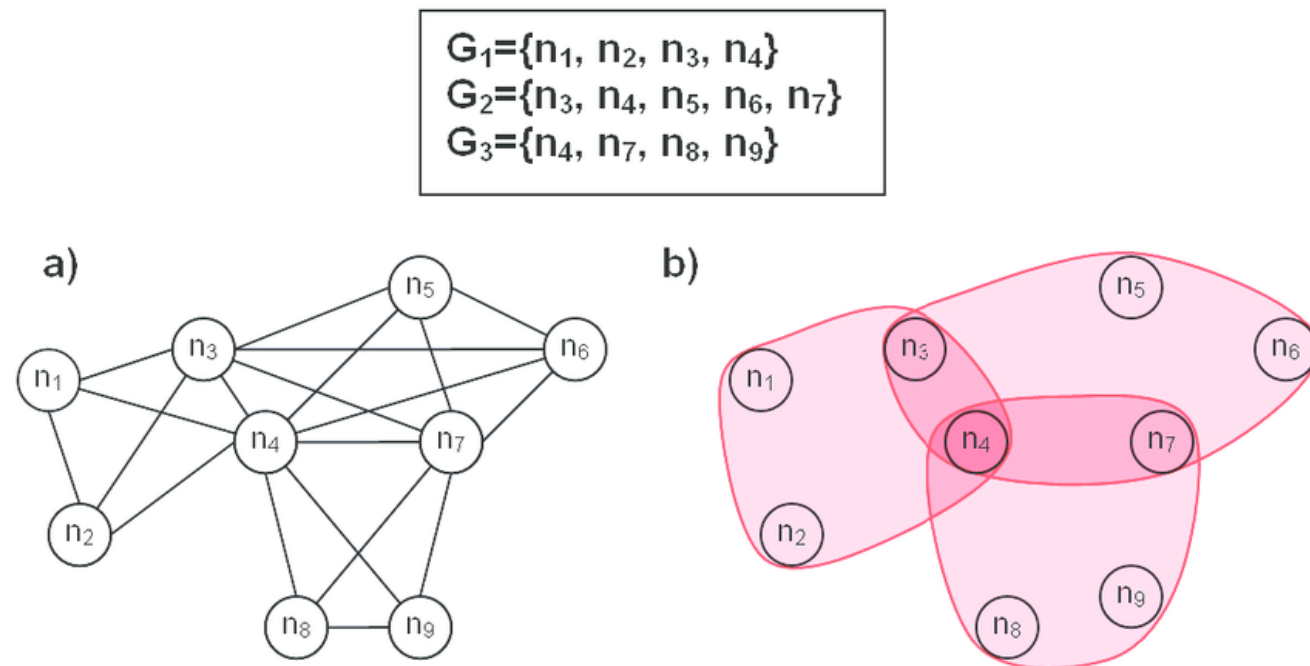 G₁={n₁, n₂, n₃, n₄}
G₂={n₃, n₄, n₅, n₆, n₇}
G₃={n₄, n₇, n₈, n₉}
a)
n₅
n₃
n₆
n₁
n₄
n₇
n₂
n₈
n₉
b)
n₅
n₃
n₆
n₁
n₄
n₇
n₂
n₉
n₈